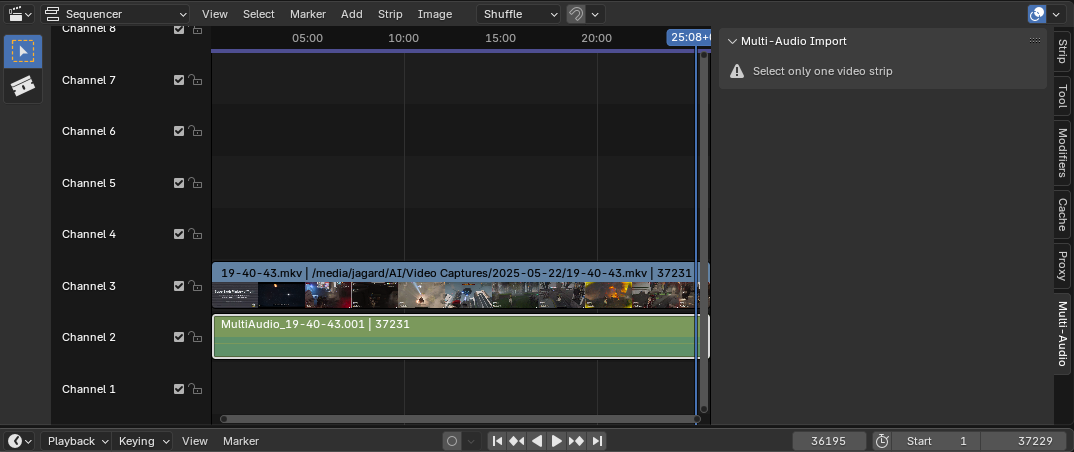 Sequencer View Select Marker Add Strip Image Shuffle
05:00 10:00 15:00 20:00 25:08+
Channel 8
Channel 7
Channel 6
Channel 5
Channel 4
Channel 3
Channel 2
Channel 1
19-40-43.mkv | /media/jagard/AI/Video Captures/2025-05-22/19-40-43.mkv | 37231
MultiAudio_19-40-43.001 | 37231
Multi-Audio Import
Select only one video strip
Strip
Tool
Modifiers
Cache
Proxy
Multi-Audio
Playback Keying View Marker 36195 Start 1 37229